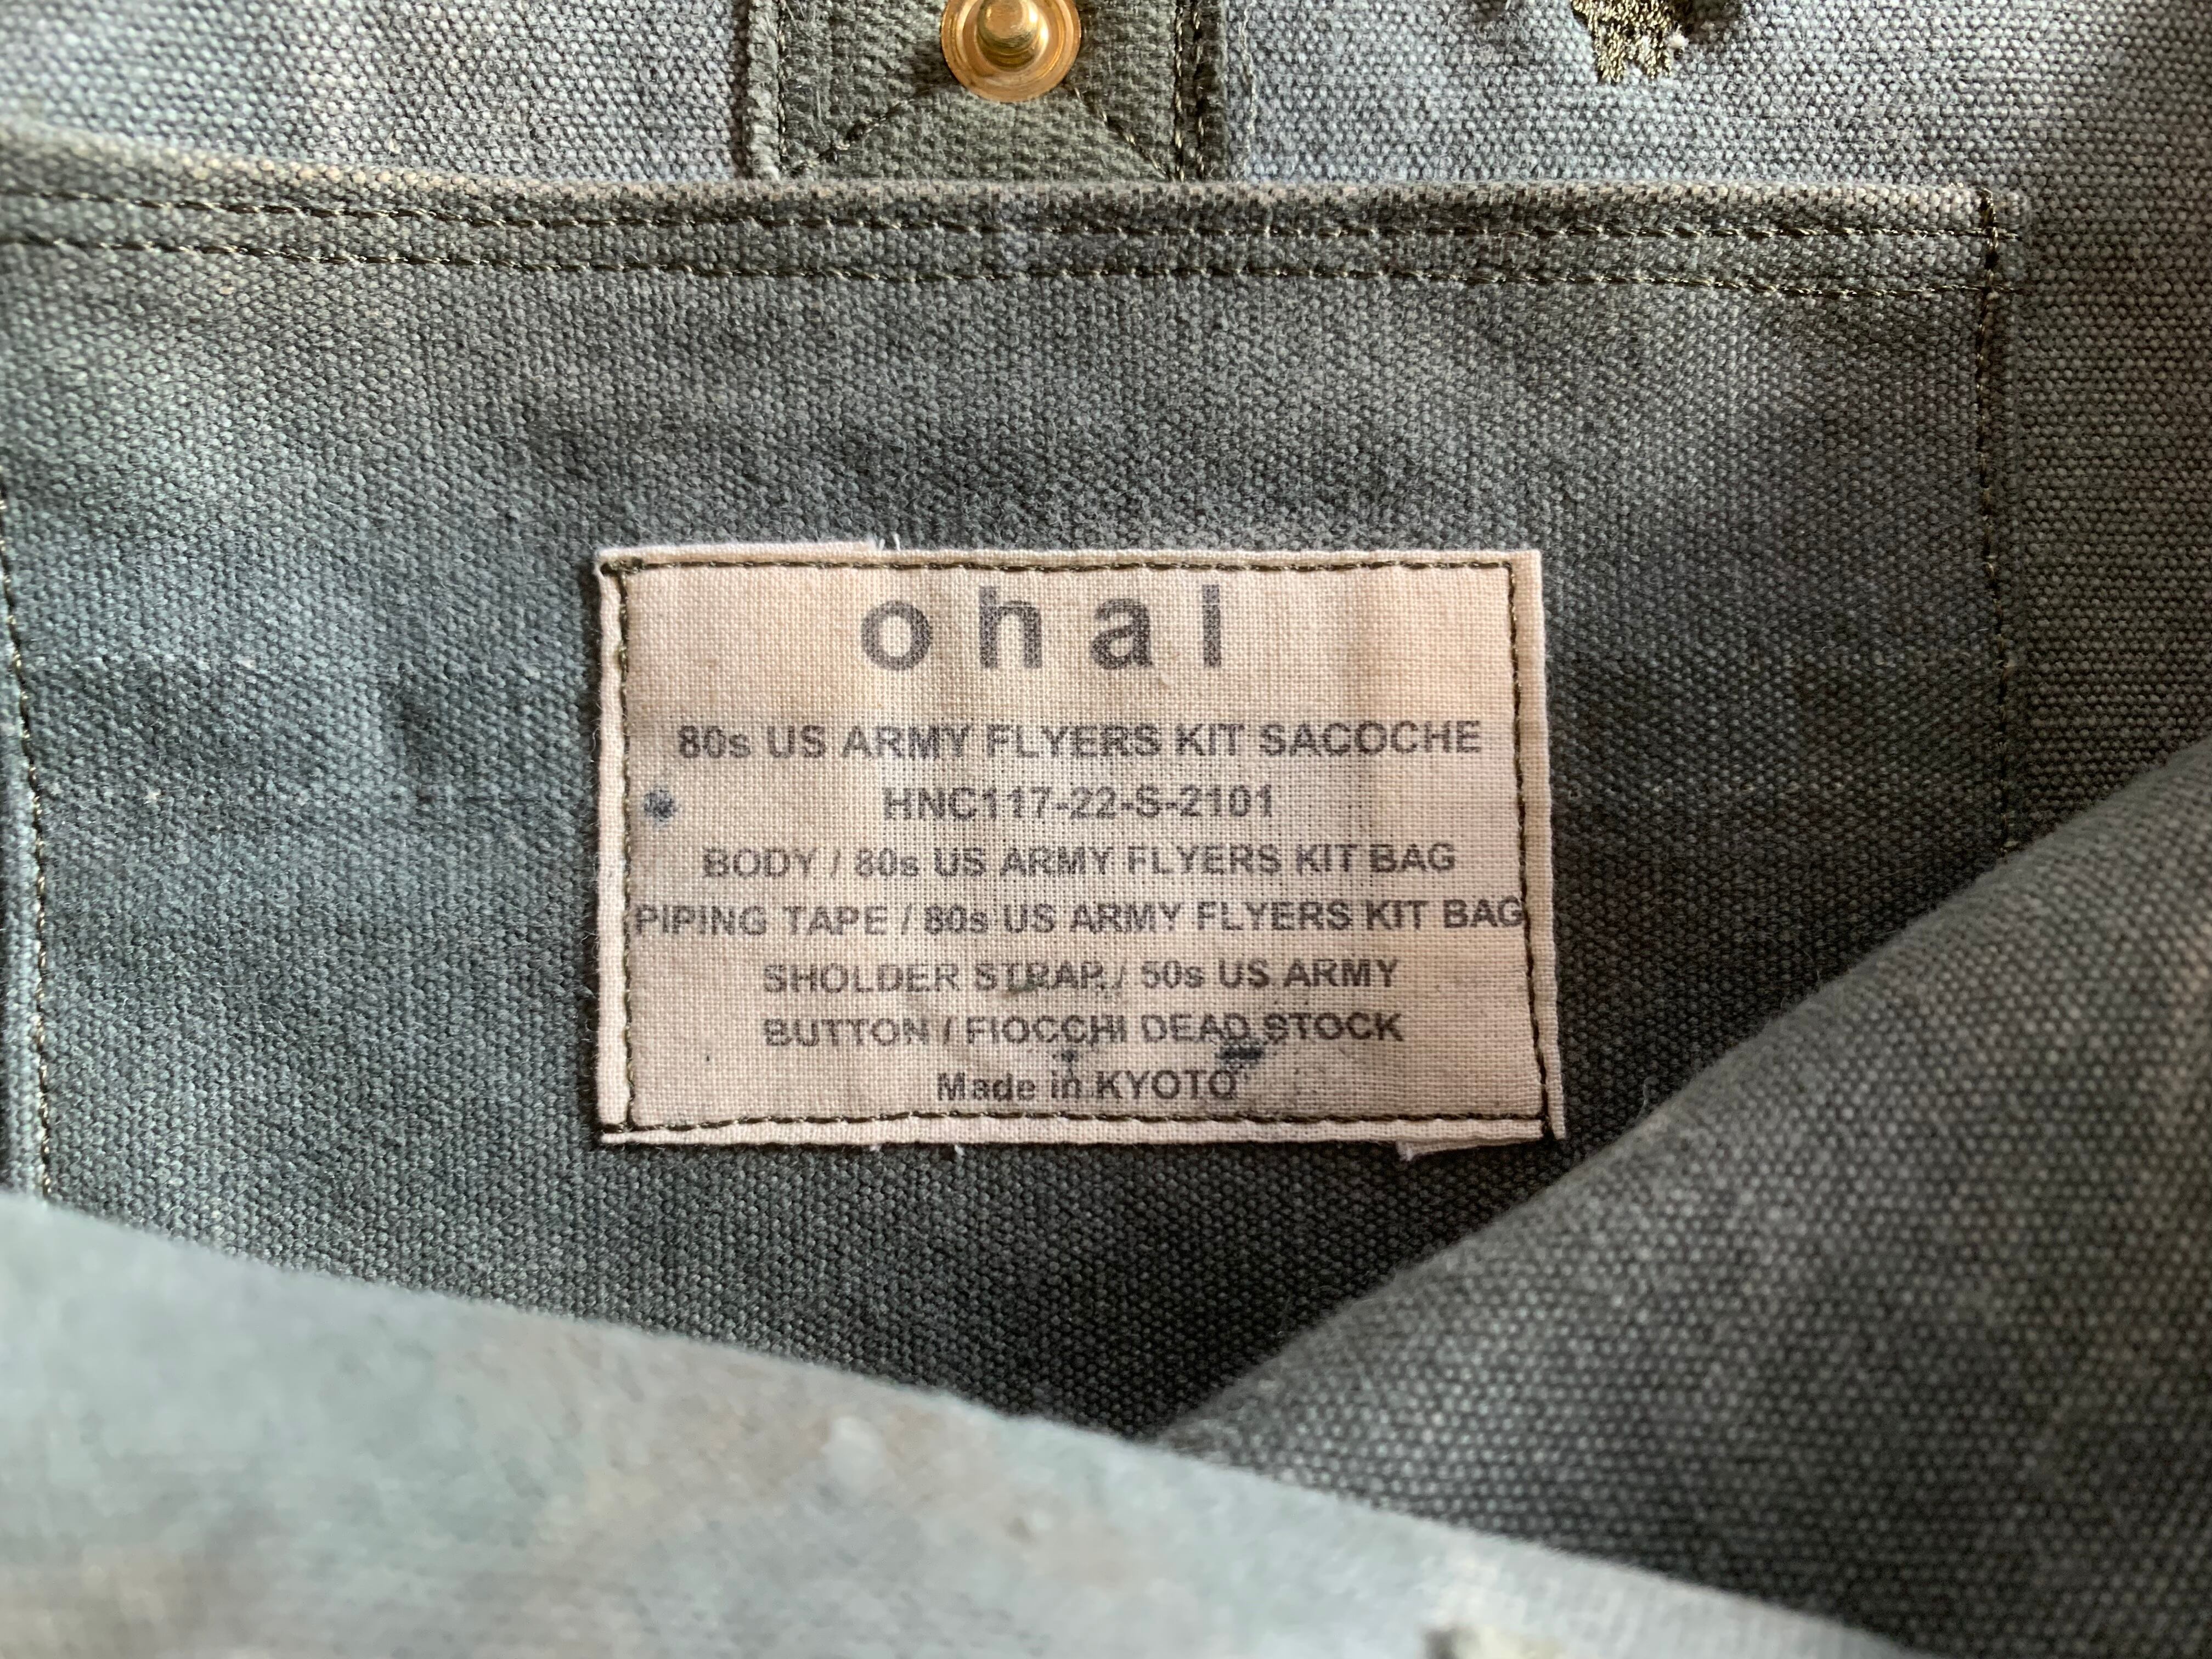 ohal
80s US ARMY FLYERS KIT SACOCHE
HNC117-22-S-2101
BODY / 80s US ARMY FLYERS KIT BAG
PIPING TAPE / 80s US ARMY FLYERS KIT BAG
SHOLDER STRAP / 50s US ARMY
BUTTON / FIOCCHI DEAD STOCK
Made in KYOTO